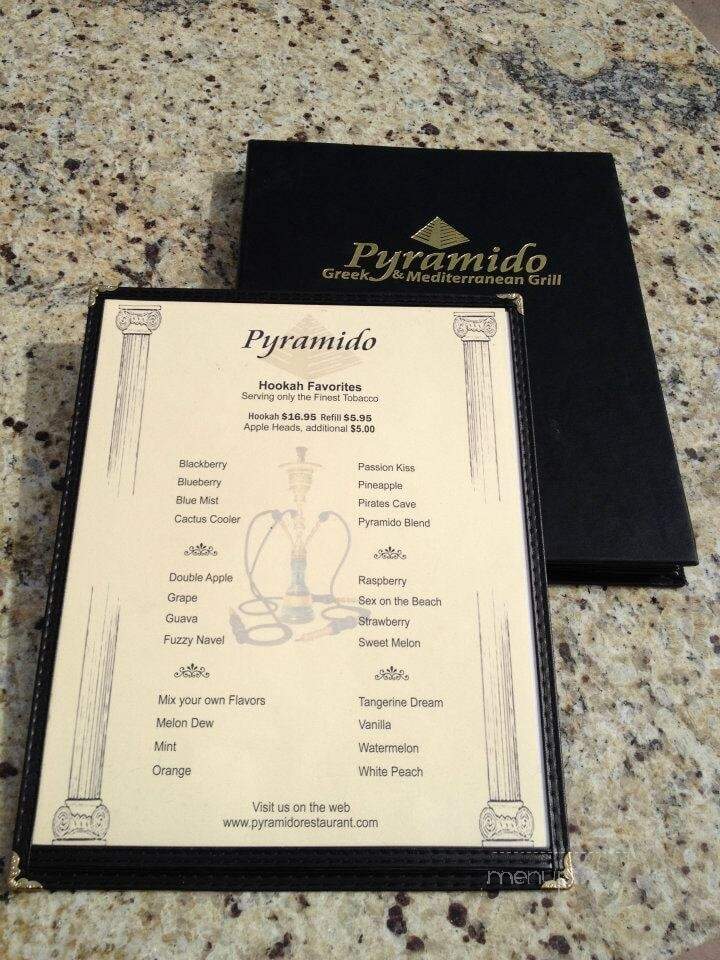 Pyramido
Greek & Mediterranean Grill
Pyramido
Hookah Favorites
Serving only the Finest Tobacco
Hookah $16.95 Refill $5.95
Apple Heads, additional $5.00
Blackberry
Blueberry
Blue Mist
Cactus Cooler
Double Apple
Grape
Guava
Fuzzy Navel
Mix your own Flavors
Melon Dew
Mint
Orange
Passion Kiss
Pineapple
Pirates Cave
Pyramido Blend
Raspberry
Sex on the Beach
Strawberry
Sweet Melon
Tangerine Dream
Vanilla
Watermelon
White Peach
Visit us on the web
www.pyramidorestaurant.com